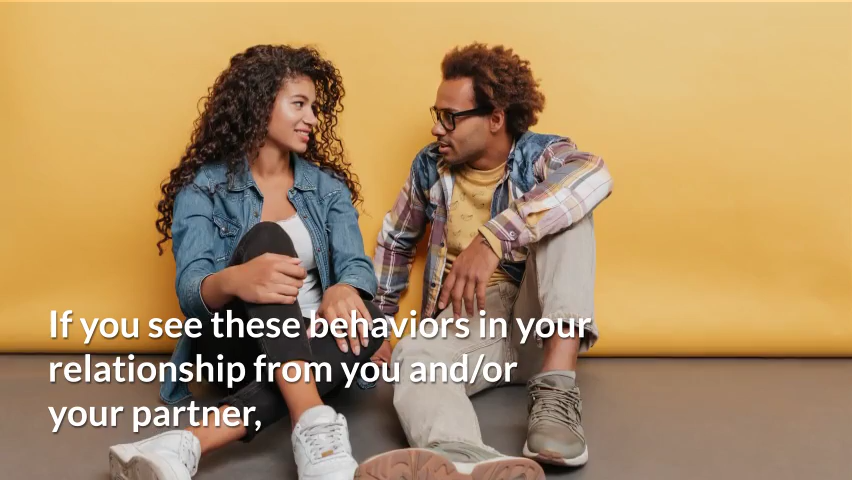 If you see these behaviors in your
relationship from you and/or
your partner,